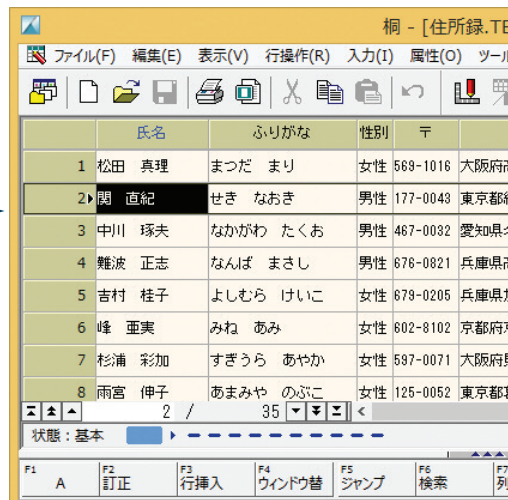 桐 - [住所録.TE
ファイル(F) 編集(E) 表示(V) 行操作(R) 入力(I) 属性(O) ツール
氏名 ふりがな 性別 〒
1 松田 真理 まつだ まり 女性 569-1016 大阪府高
2 関 直紀 せき なおき 男性 177-0043 東京都練
3 中川 琢夫 なかがわ たくお 男性 467-0032 愛知県名
4 難波 正志 なんば まさし 男性 676-0821 兵庫県高
5 吉村 桂子 よしむら けいこ 女性 679-0205 兵庫県加
6 峰 亜実 みね あみ 女性 602-8102 京都府京
7 杉浦 彩加 すぎうら あやか 女性 597-0071 大阪府貝
8 雨宮 伸子 あまみや のぶこ 女性 125-0052 東京都葛
2 / 35
状態:基本
F1 A F2 訂正 F3 行挿入 F4 ウィンドウ替 F5 ジャンプ F6 検索 F7 列